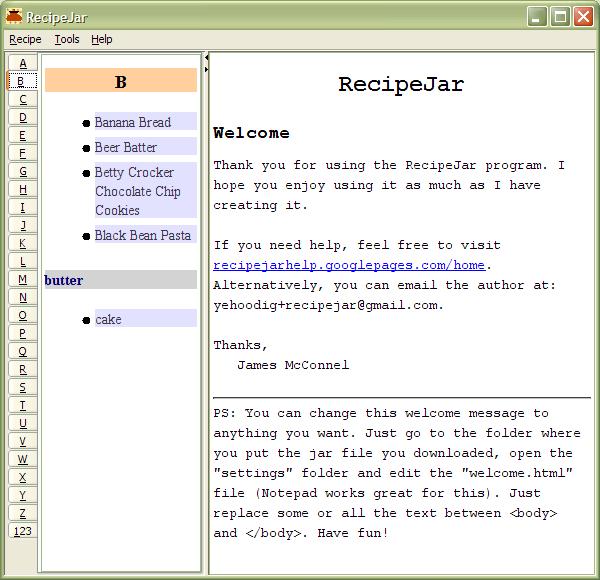 RecipeJar
Recipe Tools Help
A
B
C
D
E
F
G
H
I
J
K
L
M
N
O
P
Q
R
S
T
U
V
W
X
Y
Z
123
B
Banana Bread
Beer Batter
Betty Crocker
Chocolate Chip
Cookies
Black Bean Pasta
butter
cake
RecipeJar
Welcome
Thank you for using the RecipeJar program. I
hope you enjoy using it as much as I have
creating it.
If you need help, feel free to visit
recipejarhelp.googlepages.com/home.
Alternatively, you can email the author at:
yehoodig+recipejar@gmail.com.
Thanks,
James McConnel
PS: You can change this welcome message to
anything you want. Just go to the folder where
you put the jar file you downloaded, open the
"settings" folder and edit the "welcome.html"
file (Notepad works great for this). Just
replace some or all the text between <body>
and </body>. Have fun!